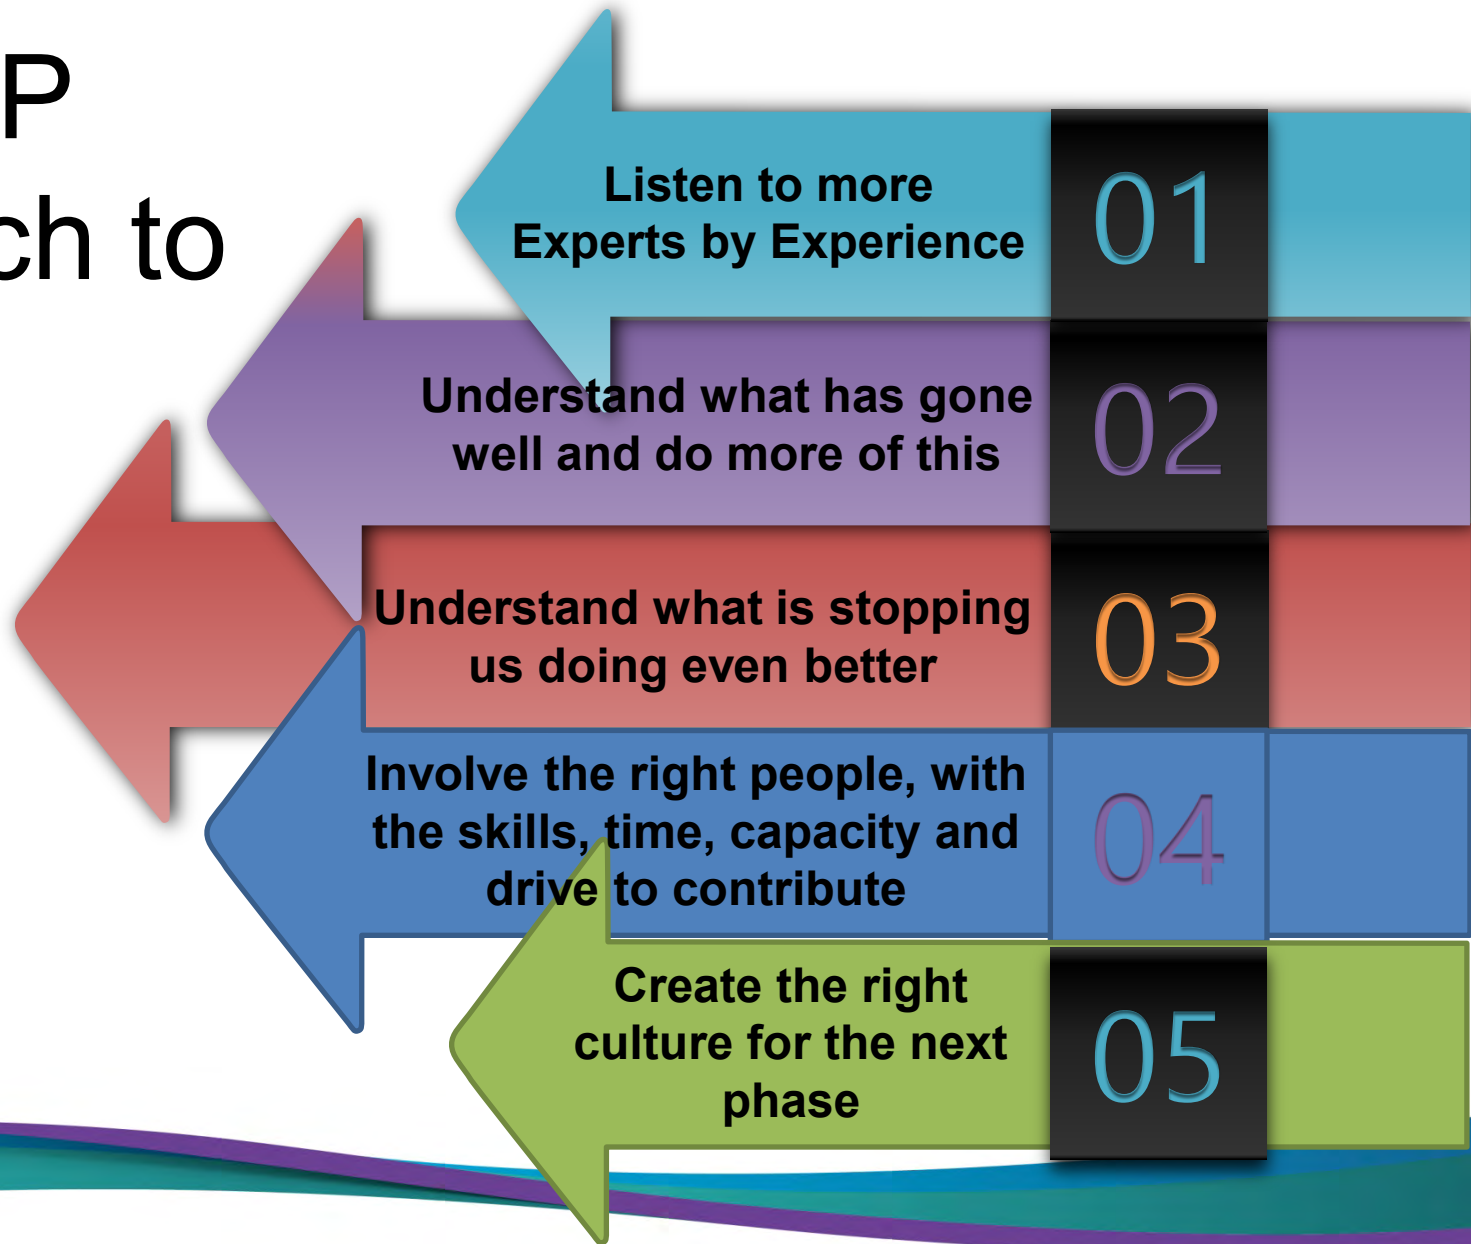 P
ch to
Listen to more
Experts by Experience
01
Understand what has gone
well and do more of this
02
Understand what is stopping
us doing even better
03
Involve the right people, with
the skills, time, capacity and
drive to contribute
04
Create the right
culture for the next
phase
05